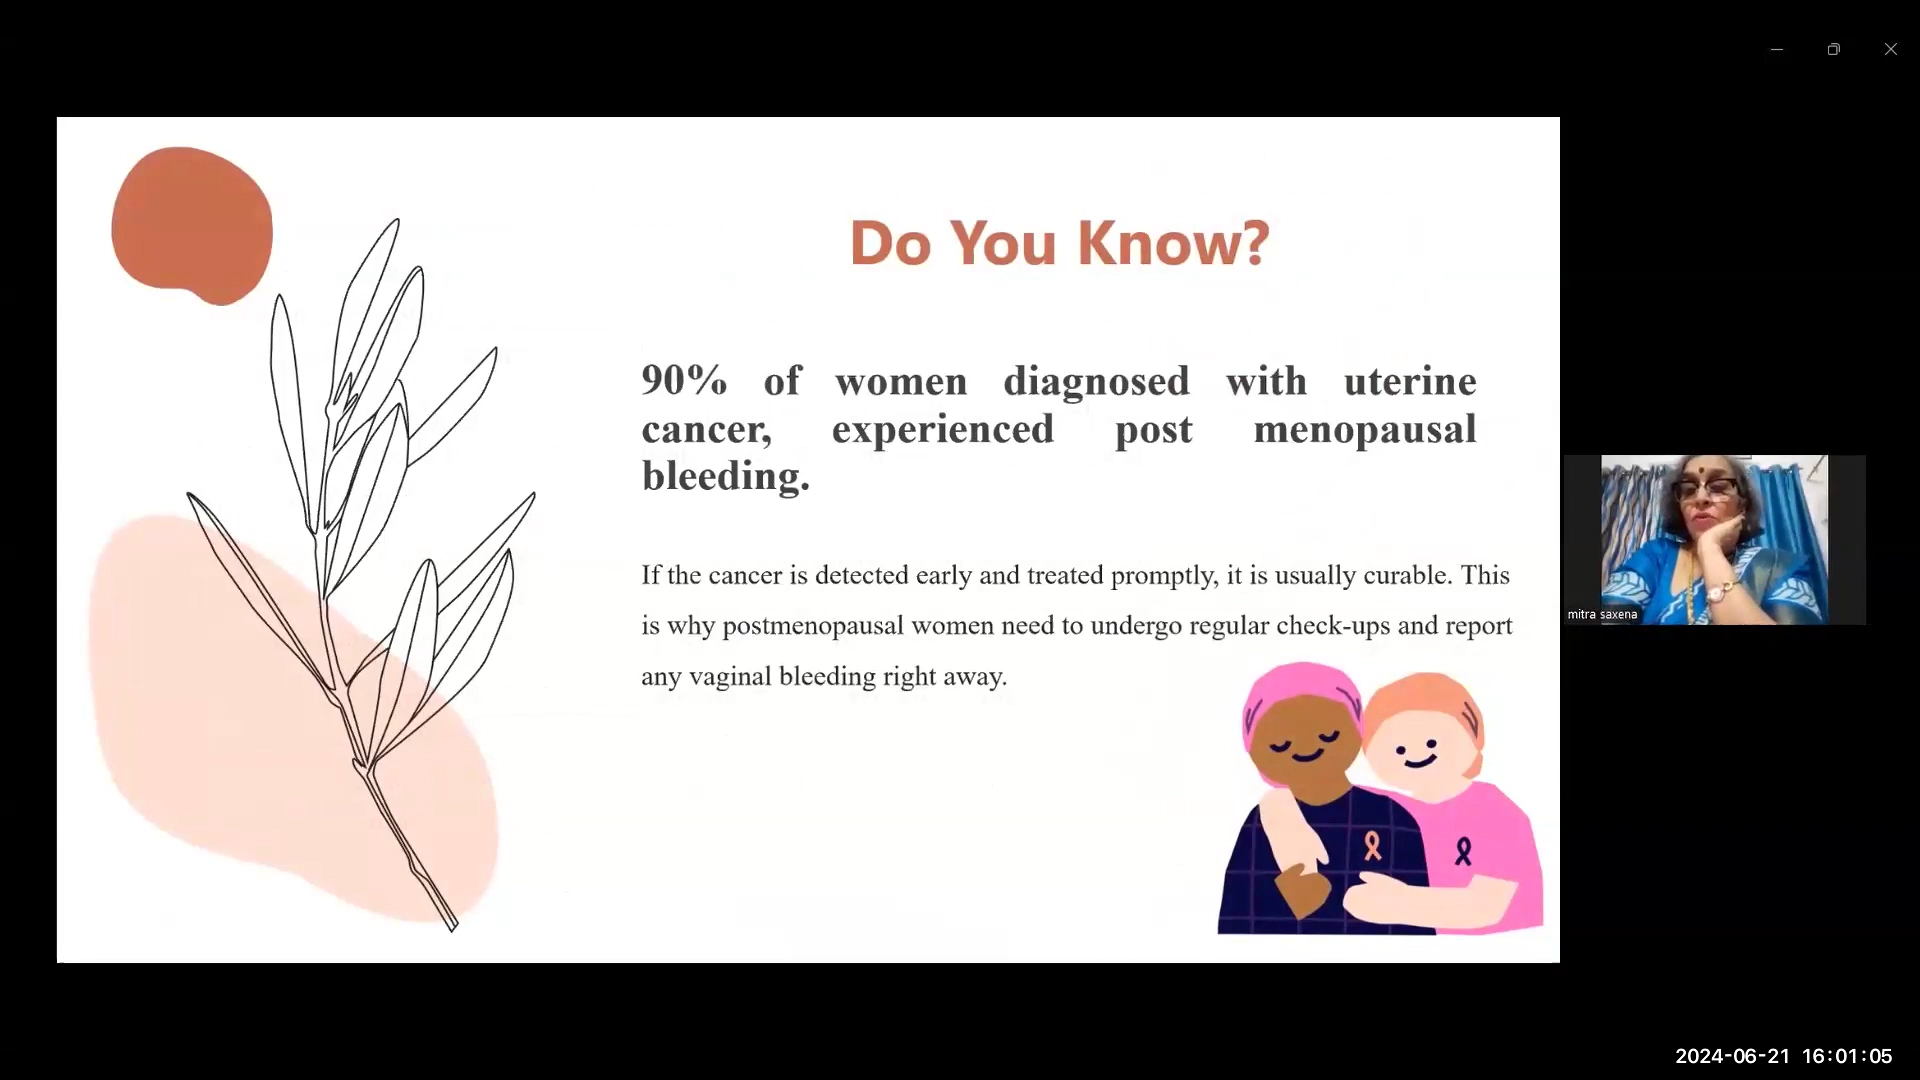 Do You Know?
90% of women diagnosed with uterine
cancer, experienced post menopausal
bleeding.
If the cancer is detected early and treated promptly, it is usually curable. This
is why postmenopausal women need to undergo regular check-ups and report
any vaginal bleeding right away.
mitra saxena
2024-06-21 16:01:05